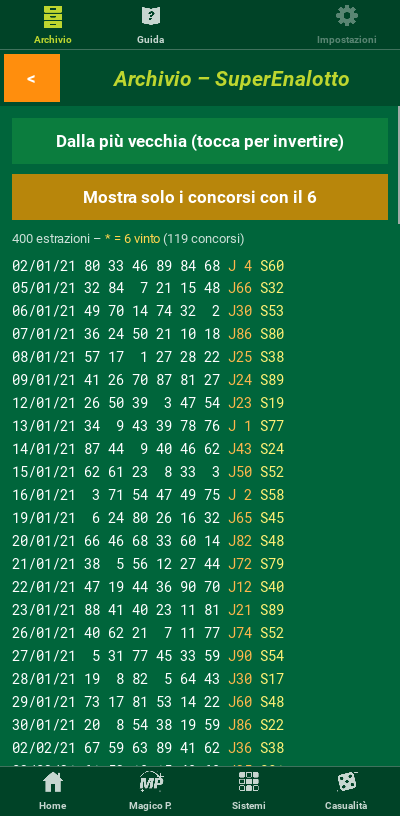 Archivio Guida Impostazioni
< Archivio – SuperEnalotto
Dalla più vecchia (tocca per invertire)
Mostra solo i concorsi con il 6
400 estrazioni – * = 6 vinto (119 concorsi)
02/01/21 80 33 46 89 84 68 J 4 S60
05/01/21 32 84 7 21 15 48 J66 S32
06/01/21 49 70 14 74 32 2 J30 S53
07/01/21 36 24 50 21 10 18 J86 S80
08/01/21 57 17 1 27 28 22 J25 S38
09/01/21 41 26 70 87 81 27 J24 S89
12/01/21 26 50 39 3 47 54 J23 S19
13/01/21 34 9 43 39 78 76 J 1 S77
14/01/21 87 44 9 40 46 62 J43 S24
15/01/21 62 61 23 8 33 3 J50 S52
16/01/21 3 71 54 47 49 75 J 2 S58
19/01/21 6 24 80 26 16 32 J65 S45
20/01/21 66 46 68 33 60 14 J82 S48
21/01/21 38 5 56 12 27 44 J72 S79
22/01/21 47 19 44 36 90 70 J12 S40
23/01/21 88 41 40 23 11 81 J21 S89
26/01/21 40 62 21 7 11 77 J74 S52
27/01/21 5 31 77 45 33 59 J90 S54
28/01/21 19 8 82 5 64 43 J30 S17
29/01/21 73 17 81 53 14 22 J60 S48
30/01/21 20 8 54 38 19 59 J86 S22
02/02/21 67 59 63 89 41 62 J36 S38
MP
Home Magico P. Sistemi Casualità